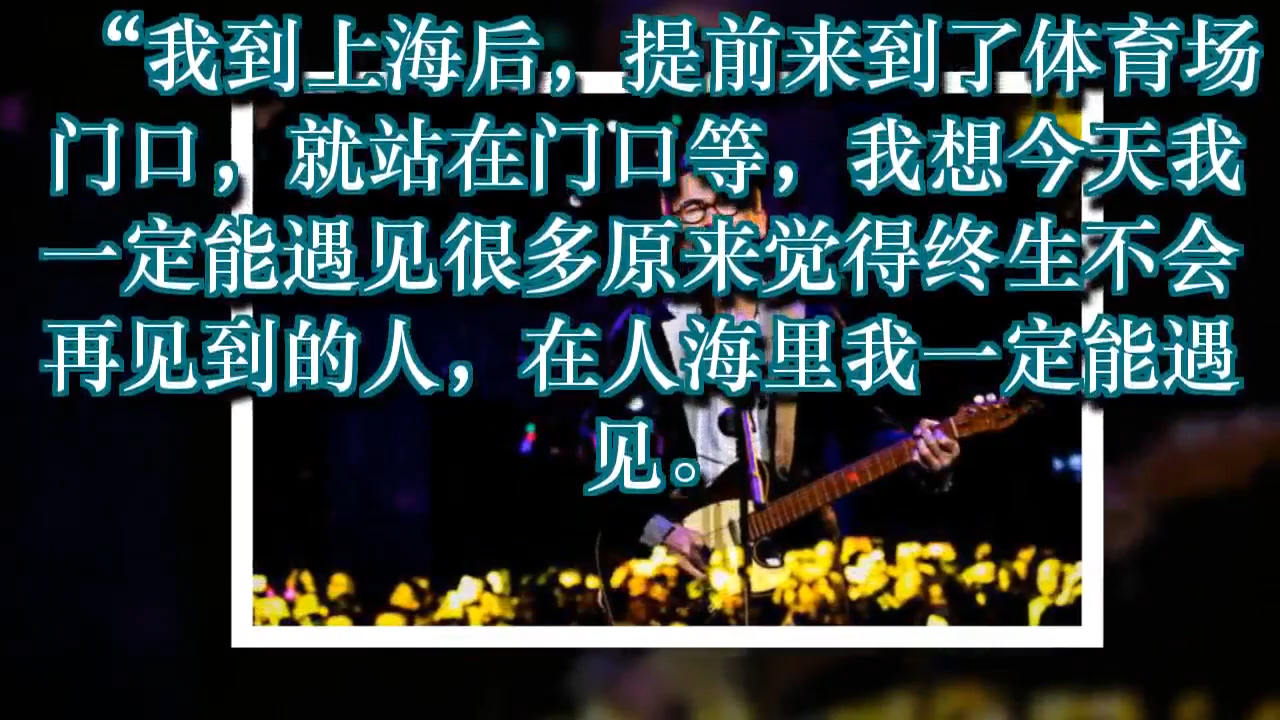 “我到上海后，提前来到了体育场
门口，就站在门口等，我想今天我
一定能遇见很多原来觉得终生不会
再见到的人，在人海里我一定能遇
见。